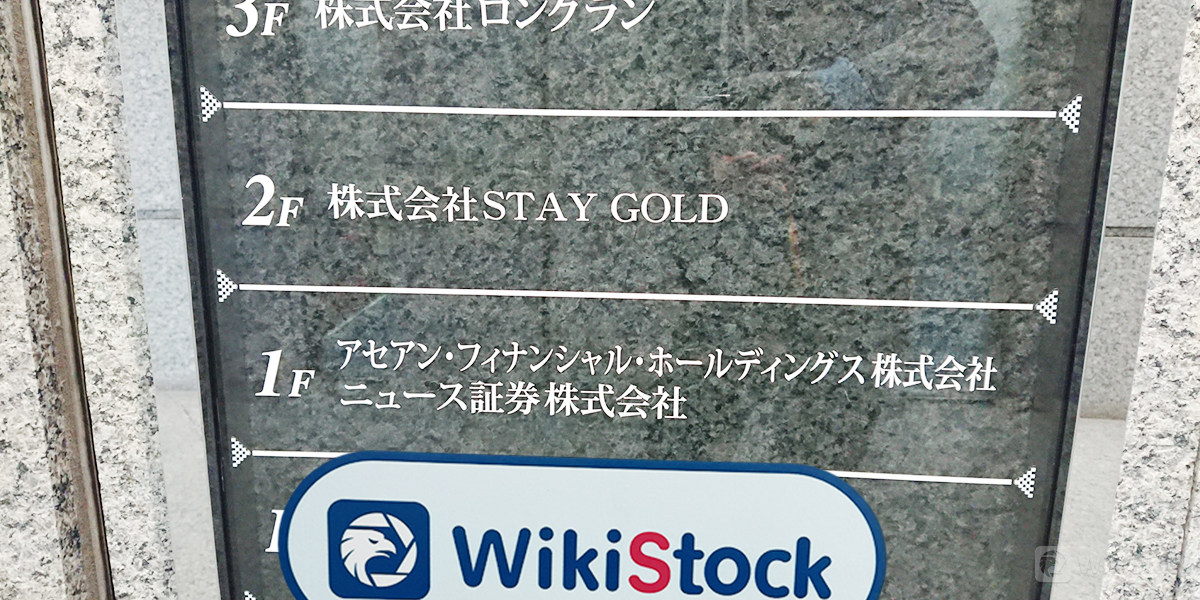 3F 株式会社ロングラン
2F 株式会社STAY GOLD
1F アセアン・フィナンシャル・ホールディングス株式会社
ニュース証券株式会社
WikiStock